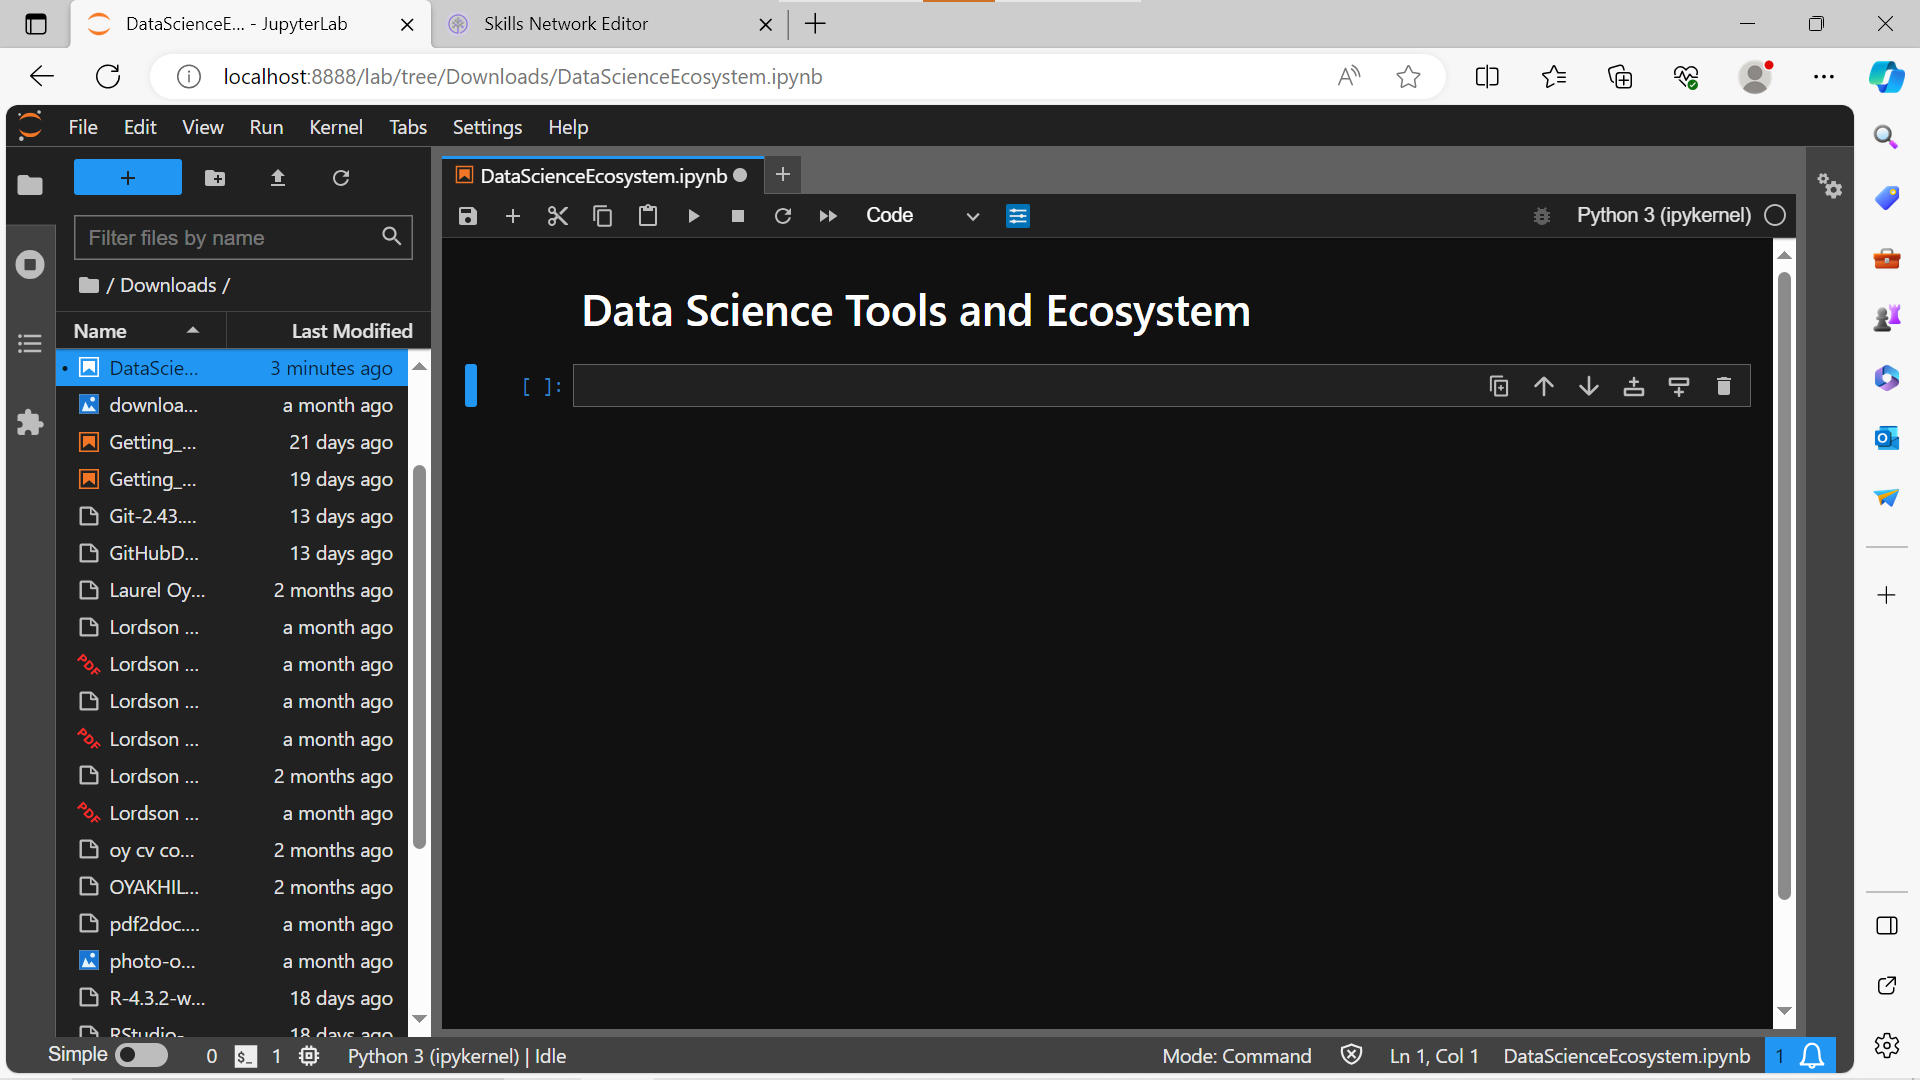 DataScienceE... - JupyterLab
Skills Network Editor
localhost:8888/lab/tree/Downloads/DataScienceEcosystem.ipynb
File Edit View Run Kernel Tabs Settings Help
DataScienceEcosystem.ipynb
Code
Python 3 (ipykernel)
Filter files by name
/ Downloads /
Name Last Modified
DataScie... 3 minutes ago
downloa... a month ago
Getting_... 21 days ago
Getting_... 19 days ago
Git-2.43.... 13 days ago
GitHubD... 13 days ago
Laurel Oy... 2 months ago
Lordson ... a month ago
PDF Lordson ... a month ago
Lordson ... a month ago
PDF Lordson ... a month ago
Lordson ... 2 months ago
PDF Lordson ... a month ago
oy cv co... 2 months ago
OYAKHIL... 2 months ago
pdf2doc.... a month ago
photo-o... a month ago
R-4.3.2-w... 18 days ago
RStudio- 18 days ago
Data Science Tools and Ecosystem
[ ]:
Simple 0 $_ 1 Python 3 (ipykernel) | Idle
Mode: Command Ln 1, Col 1 DataScienceEcosystem.ipynb 1